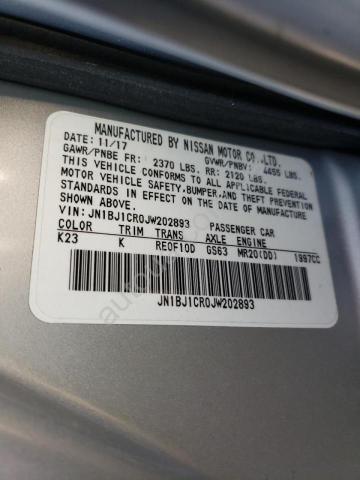 MANUFACTURED BY NISSAN MOTOR CO.,LTD.
DATE: 11/17 GVWR/PNBV: 4455 LBS.
GAWR/PNBE FR: 2370 LBS. RR: 2120 LBS.
THIS VEHICLE CONFORMS TO ALL APPLICABLE FEDERAL
MOTOR VEHICLE SAFETY,BUMPER,AND THEFT PREVENTION
STANDARDS IN EFFECT ON THE DATE OF MANUFACTURE
SHOWN ABOVE.
VIN: JN1BJ1CR0JW202893 PASSENGER CAR
COLOR TRIM TRANS AXLE ENGINE
K23 K RE0F10D GS63 MR20(DD) 1997CC
JN1BJ1CR0JW202893